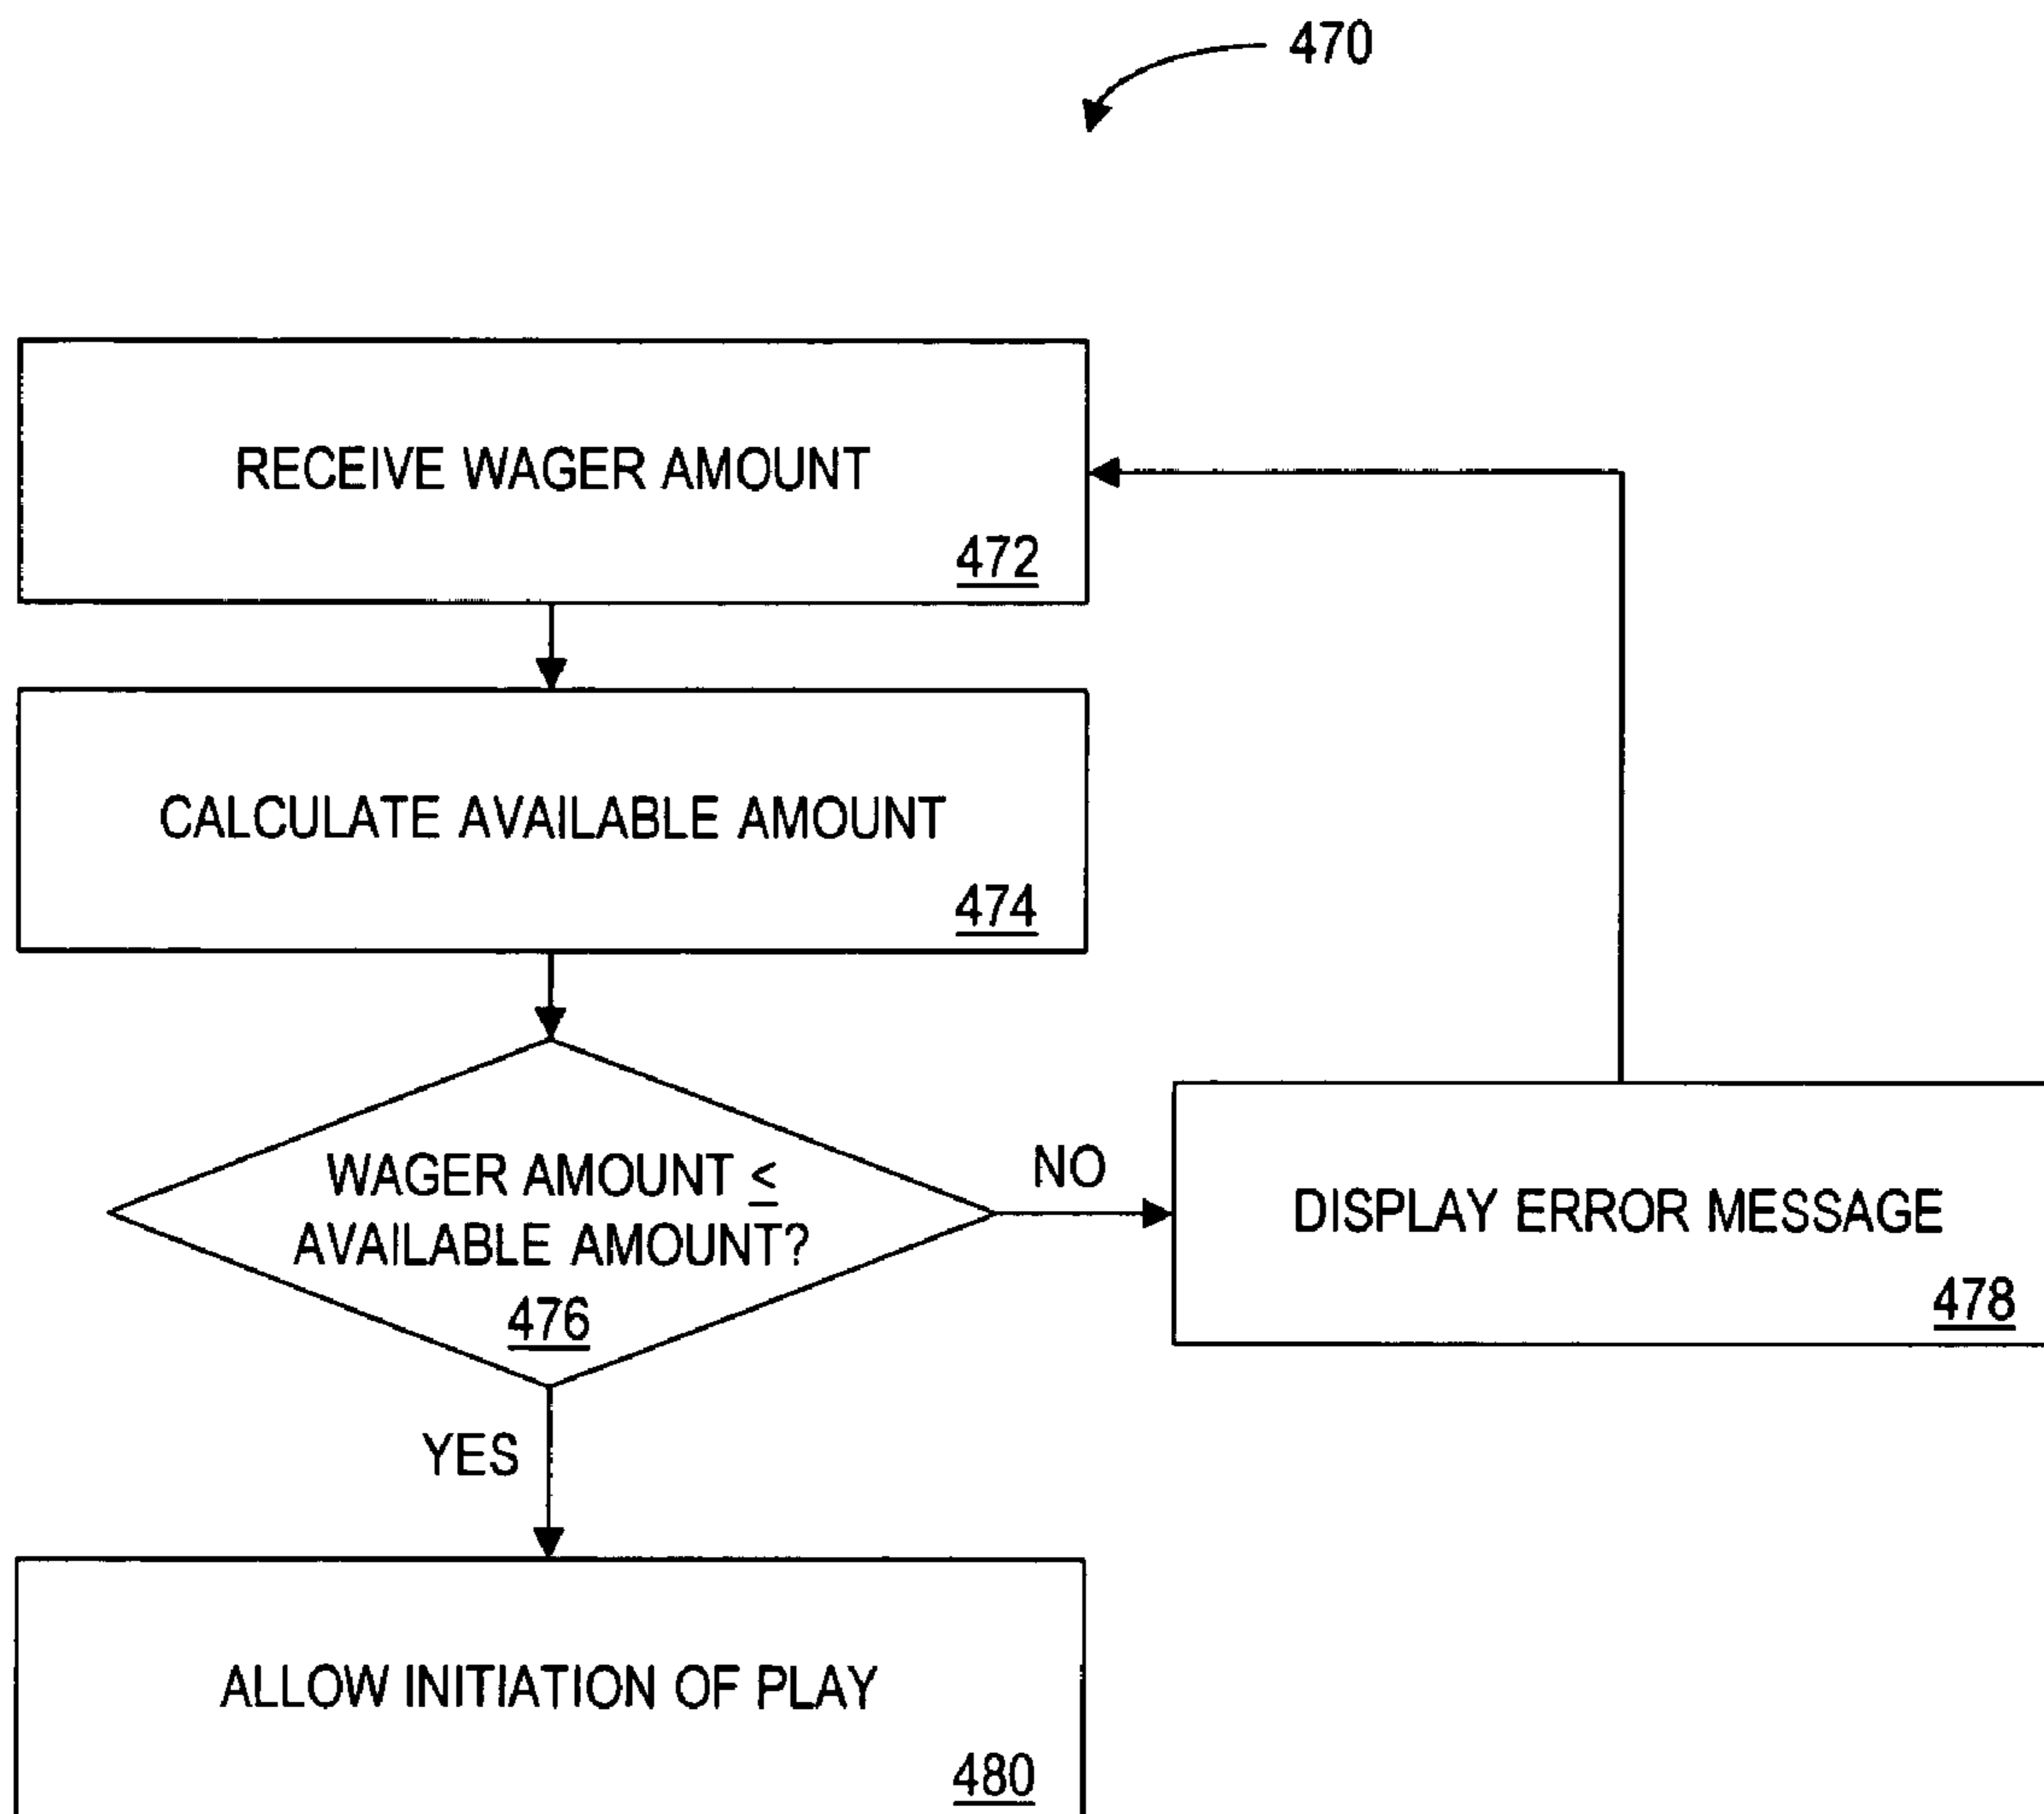 470
RECEIVE WAGER AMOUNT
472
CALCULATE AVAILABLE AMOUNT
474
WAGER AMOUNT ≤
AVAILABLE AMOUNT?
476
NO
DISPLAY ERROR MESSAGE
478
YES
ALLOW INITIATION OF PLAY
480